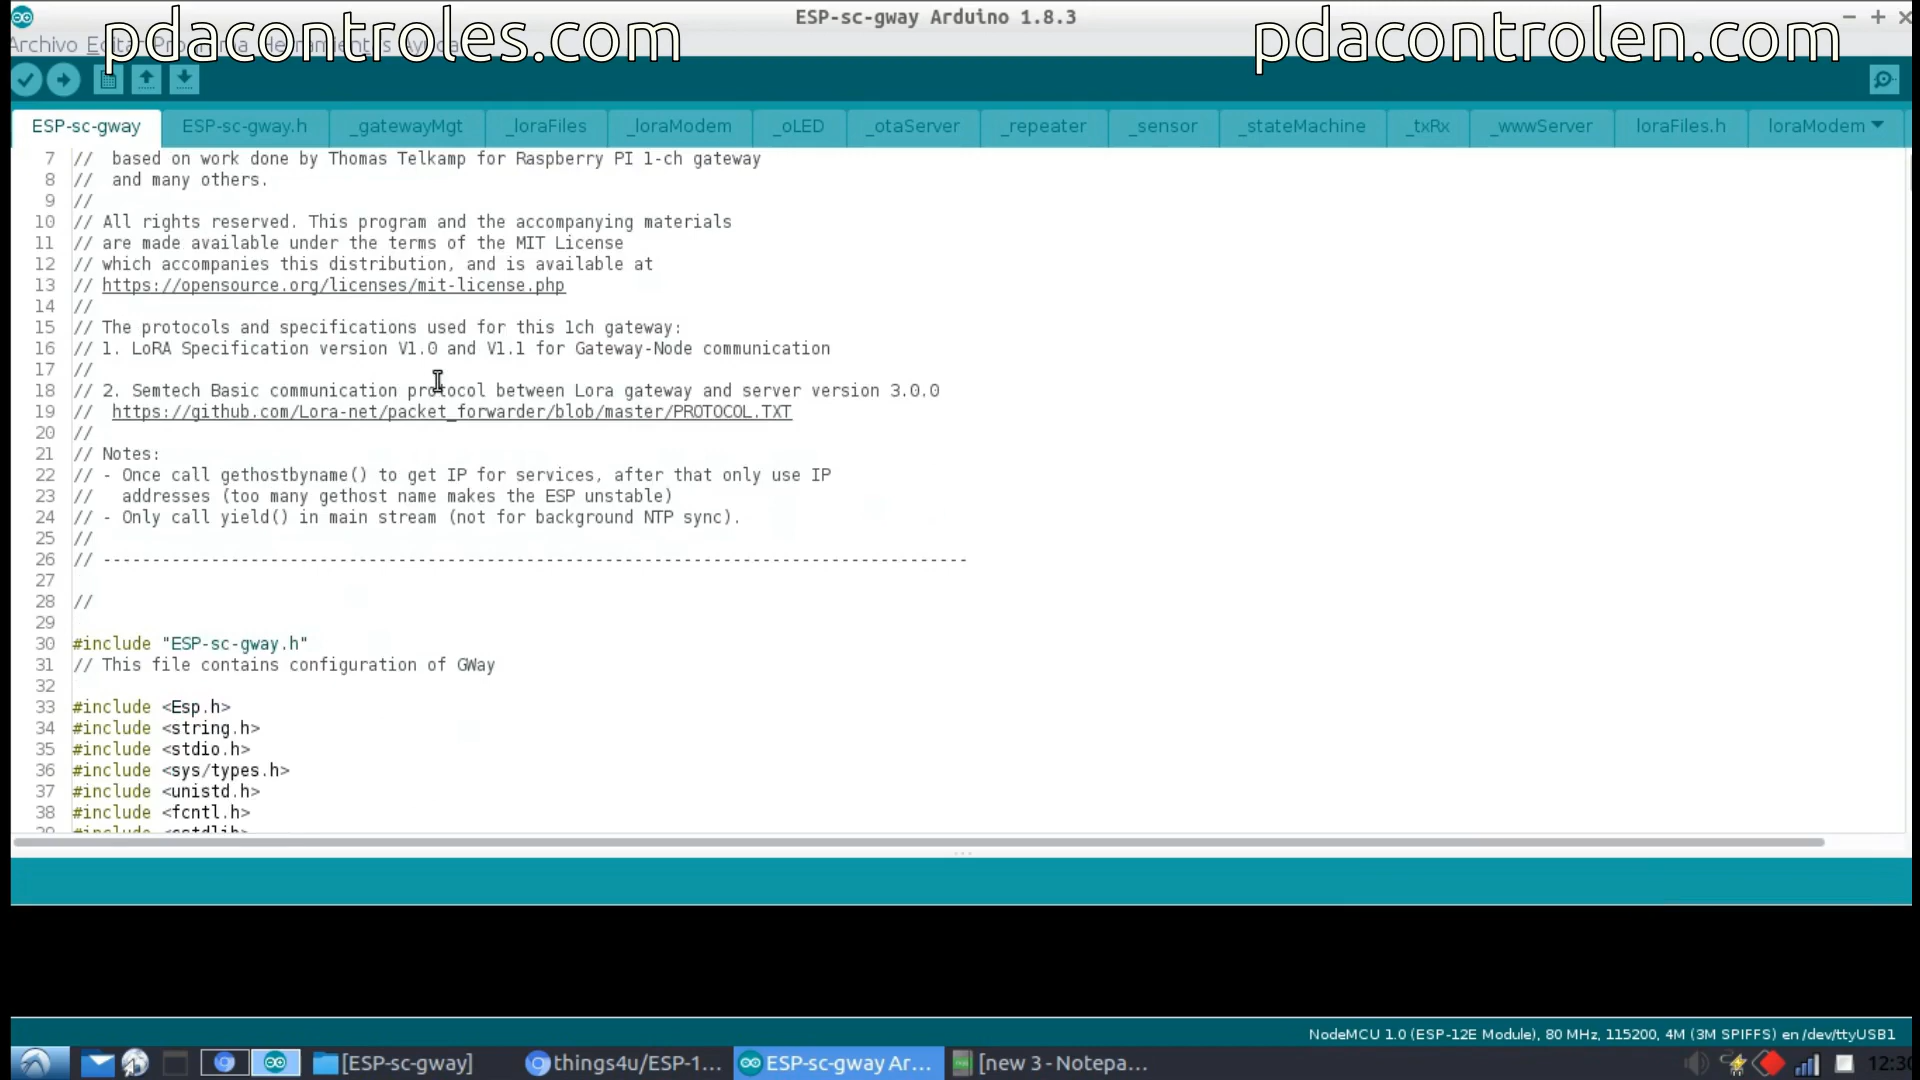 ESP-sc-gway Arduino 1.8.3
pdacontroles.com
pdacontrolen.com
Archivo
ESP-sc-gway
ESP-sc-gway.h
_gatewayMgt
_loraFiles
_loraModem
_oLED
_otaServer
_repeater
_sensor
_stateMachine
_txRx
_wwwServer
loraFiles.h
loraModem
7 // based on work done by Thomas Telkamp for Raspberry PI 1-ch gateway
8 // and many others.
9 //
10 // All rights reserved. This program and the accompanying materials
11 // are made available under the terms of the MIT License
12 // which accompanies this distribution, and is available at
13 // https://opensource.org/licenses/mit-license.php
14 //
15 // The protocols and specifications used for this 1ch gateway:
16 // 1. LoRA Specification version V1.0 and V1.1 for Gateway-Node communication
17 //
18 // 2. Semtech Basic communication protocol between Lora gateway and server version 3.0.0
19 // https://github.com/Lora-net/packet_forwarder/blob/master/PROTOCOL.TXT
20 //
21 // Notes:
22 // - Once call gethostbyname() to get IP for services, after that only use IP
23 // addresses (too many gethost name makes the ESP unstable)
24 // - Only call yield() in main stream (not for background NTP sync).
25 //
26 // ----------------------------------------------------------------------------------------
27
28 //
29
30 #include "ESP-sc-gway.h"
31 // This file contains configuration of GWay
32
33 #include <Esp.h>
34 #include <string.h>
35 #include <stdio.h>
36 #include <sys/types.h>
37 #include <unistd.h>
38 #include <fcntl.h>
39 #include <cstdlib>
NodeMCU 1.0 (ESP-12E Module), 80 MHz, 115200, 4M (3M SPIFFS) en /dev/ttyUSB1
[ESP-sc-gway]
things4u/ESP-1...
ESP-sc-gway Ar...
[new 3 - Notepa...